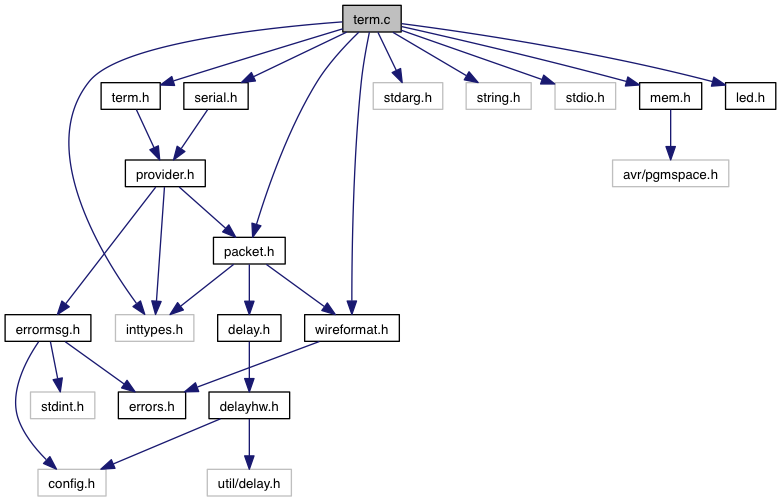 term.c
term.h
serial.h
stdarg.h
string.h
stdio.h
mem.h
led.h
provider.h
avr/pgmspace.h
packet.h
errormsg.h
inttypes.h
delay.h
wireformat.h
stdint.h
errors.h
delayhw.h
config.h
util/delay.h